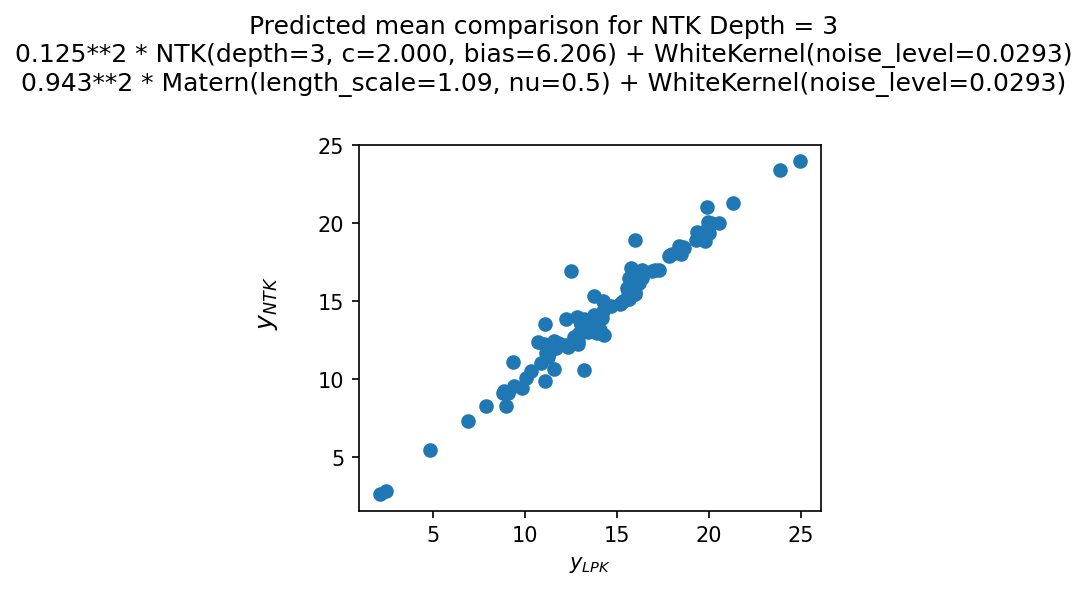 Predicted mean comparison for NTK Depth = 3
0.125**2 * NTK(depth=3, c=2.000, bias=6.206) + WhiteKernel(noise_level=0.0293)
0.943**2 * Matern(length_scale=1.09, nu=0.5) + WhiteKernel(noise_level=0.0293)
25
20
15
10
5
y_NTK
5 10 15 20 25
y_LPK